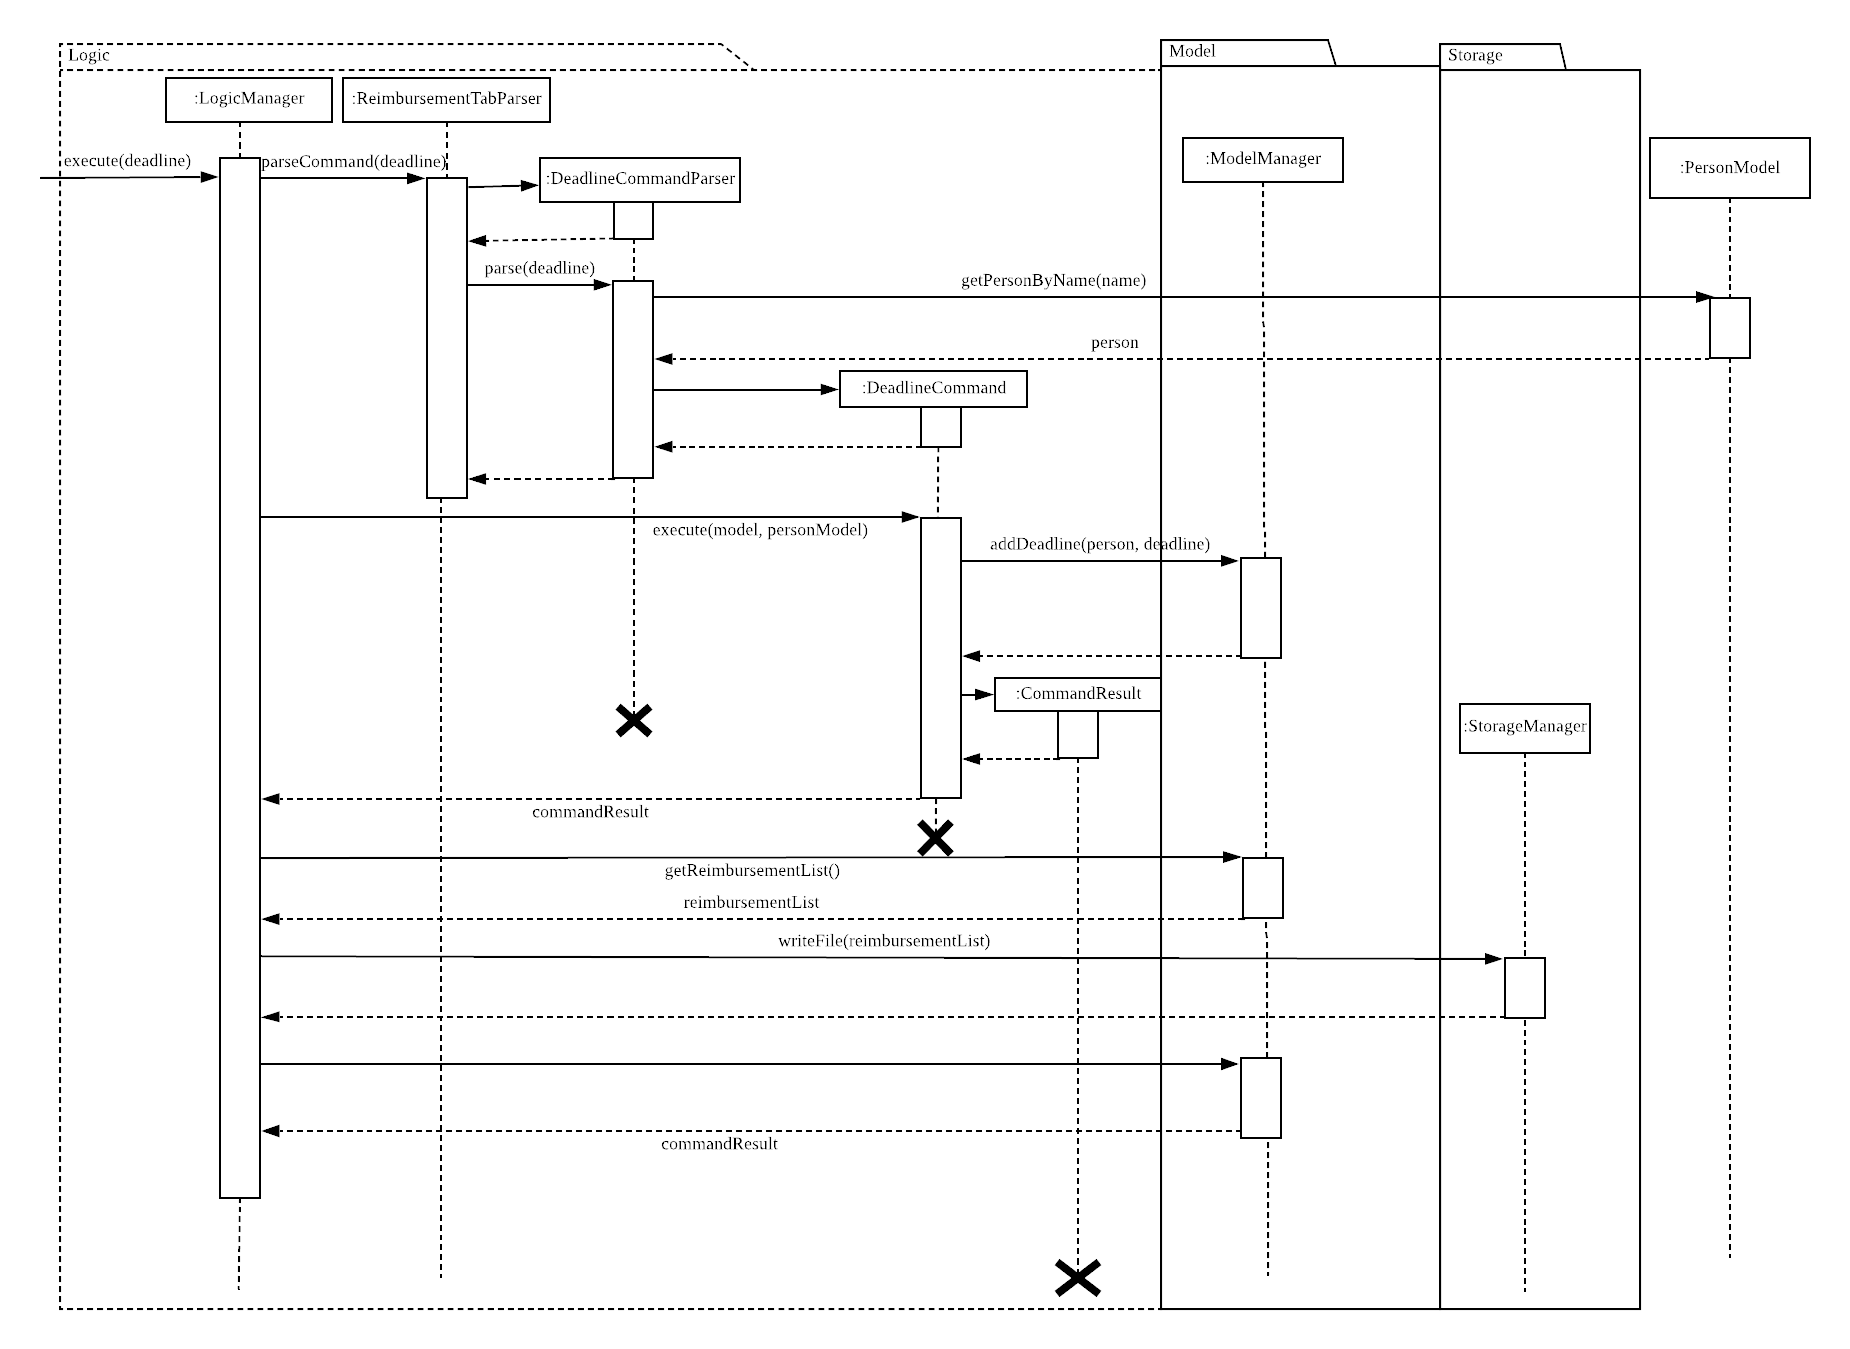 Logic
Model
Storage
:LogicManager
:ReimbursementTabParser
:ModelManager
:PersonModel
execute(deadline)
parseCommand(deadline)
:DeadlineCommandParser
parse(deadline)
getPersonByName(name)
person
:DeadlineCommand
execute(model, personModel)
addDeadline(person, deadline)
:CommandResult
:StorageManager
commandResult
getReimbursementList()
reimbursementList
writeFile(reimbursementList)
commandResult